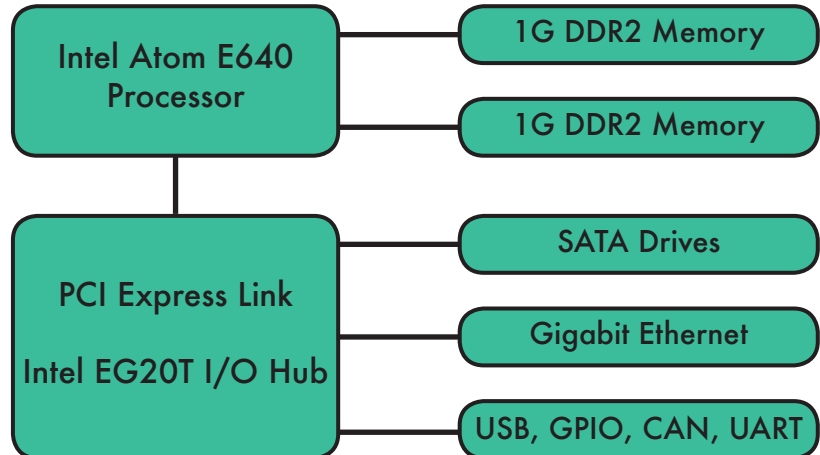 Intel Atom E640
Processor
1G DDR2 Memory
1G DDR2 Memory
PCI Express Link
Intel EG20T I/O Hub
SATA Drives
Gigabit Ethernet
USB, GPIO, CAN, UART